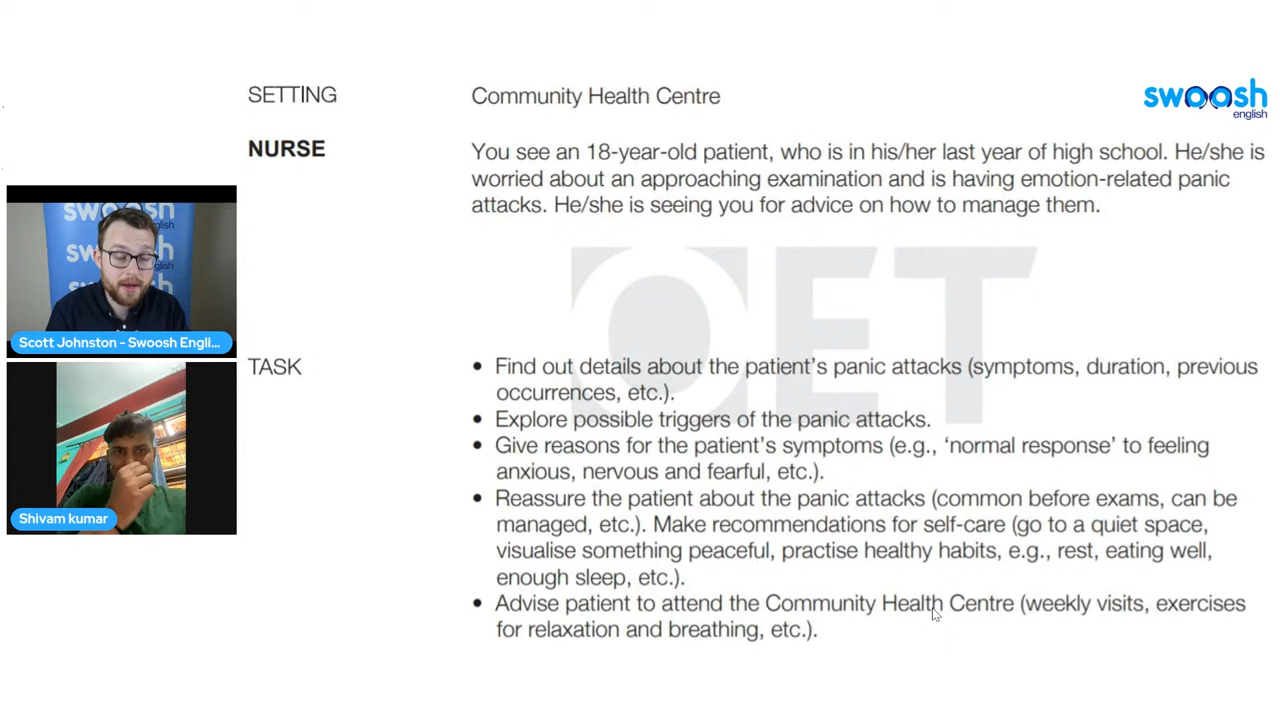 SETTING
Community Health Centre
swoosh
english
NURSE
You see an 18-year-old patient, who is in his/her last year of high school. He/she is
worried about an approaching examination and is having emotion-related panic
attacks. He/she is seeing you for advice on how to manage them.
OET
swoosh
english
swoosh
english
Scott Johnston - Swoosh Engli...
TASK
• Find out details about the patient's panic attacks (symptoms, duration, previous
occurrences, etc.).
• Explore possible triggers of the panic attacks.
• Give reasons for the patient's symptoms (e.g., 'normal response' to feeling
anxious, nervous and fearful, etc.).
• Reassure the patient about the panic attacks (common before exams, can be
managed, etc.). Make recommendations for self-care (go to a quiet space,
visualise something peaceful, practise healthy habits, e.g., rest, eating well,
enough sleep, etc.).
• Advise patient to attend the Community Health Centre (weekly visits, exercises
for relaxation and breathing, etc.).
Shivam kumar